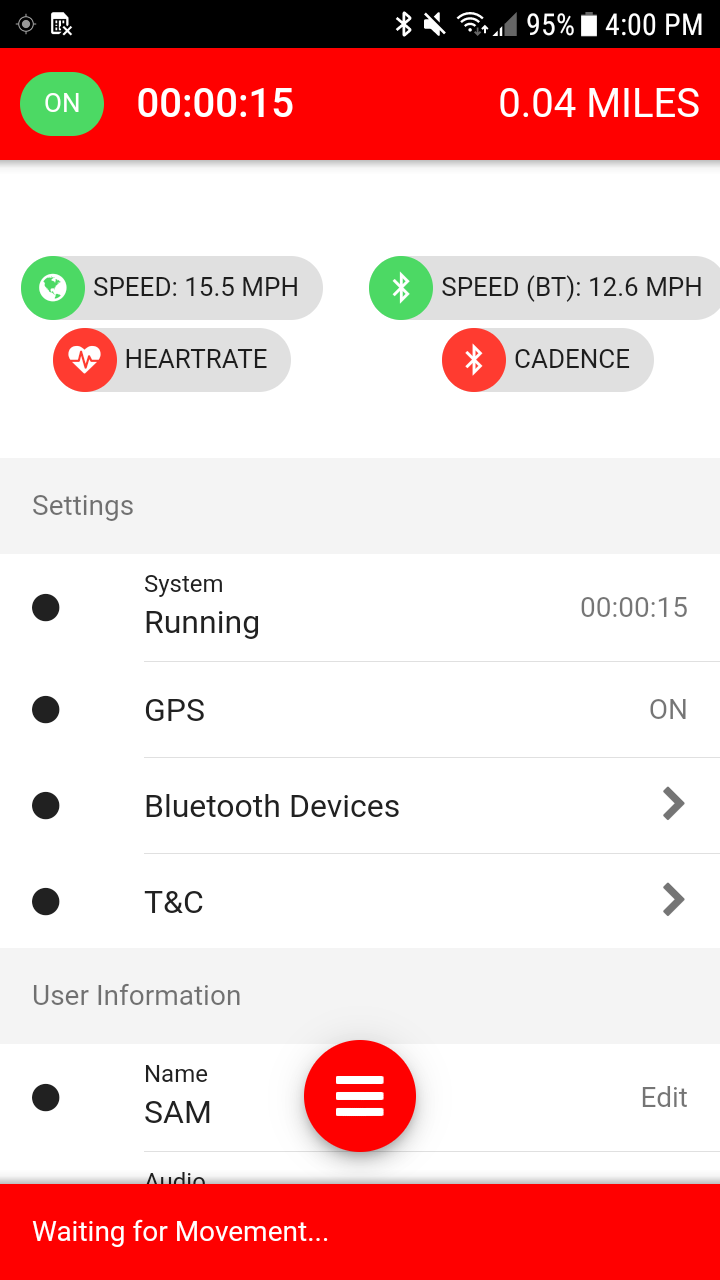 95% 4:00 PM
ON 00:00:15 0.04 MILES
SPEED: 15.5 MPH SPEED (BT): 12.6 MPH
HEARTRATE CADENCE
Settings
System
Running 00:00:15
GPS ON
Bluetooth Devices
T&C
User Information
Name
SAM Edit
Audio
Waiting for Movement...